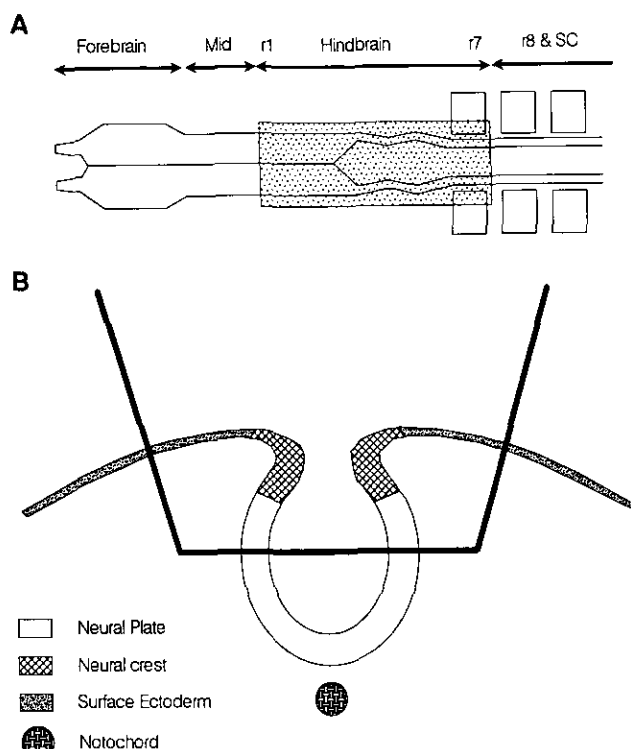 A
Forebrain Mid r1 Hindbrain r7 r8 & SC
B
Neural Plate
Neural crest
Surface Ectoderm
Notochord